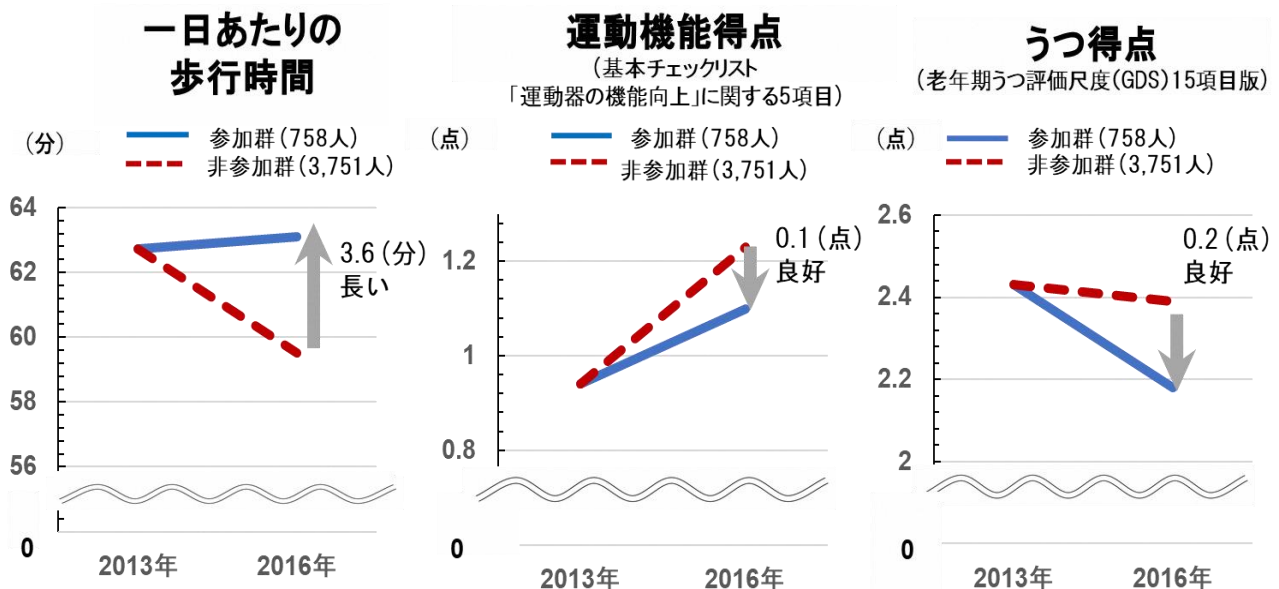 一日あたりの
歩行時間
(分)
参加群(758人)
非参加群(3,751人)
64
62
60
58
56
0
3.6(分)
長い
2013年
2016年
運動機能得点
(基本チェックリスト
「運動器の機能向上」に関する5項目)
(点)
参加群(758人)
非参加群(3,751人)
1.2
1
0.8
0
0.1(点)
良好
2013年
2016年
うつ得点
(老年期うつ評価尺度(GDS)15項目版)
(点)
参加群(758人)
非参加群(3,751人)
2.6
2.4
2.2
2
0
0.2(点)
良好
2013年
2016年